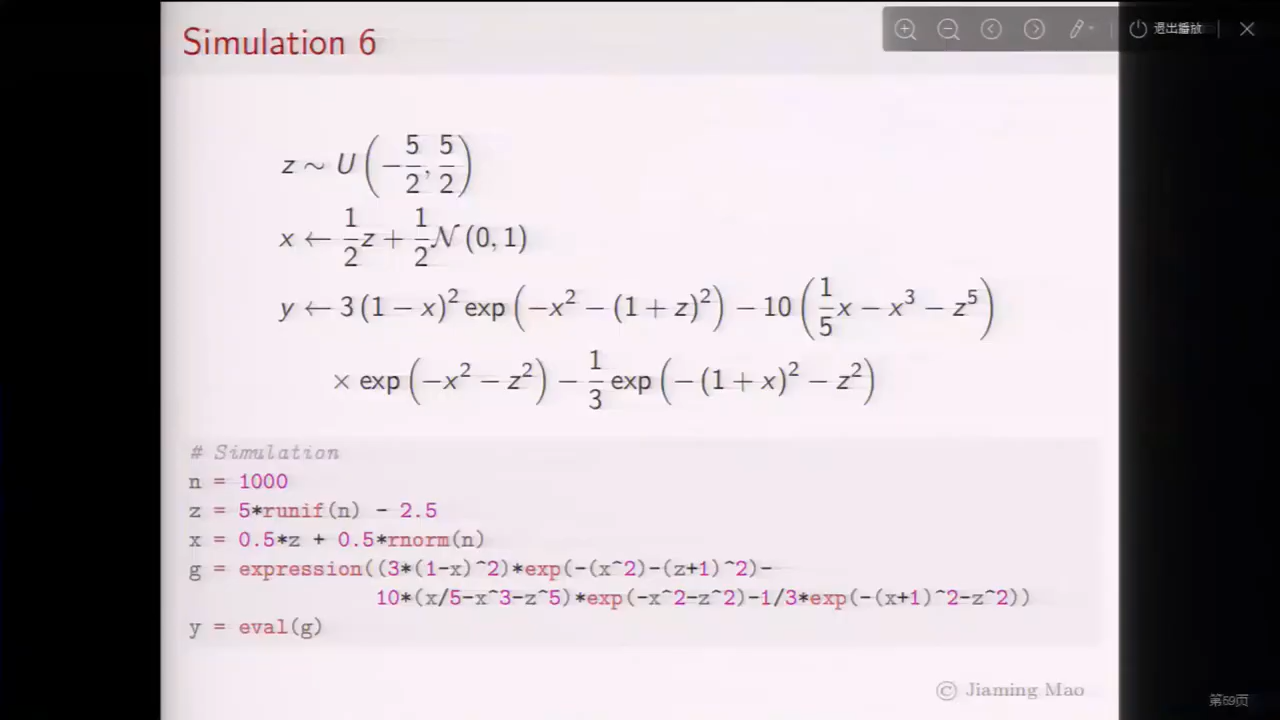 Simulation 6
退出播放
z ∼ U(−5/2, 5/2)
x ← 1/2 z + 1/2 𝒩(0, 1)
y ← 3(1 − x)² exp(−x² − (1 + z)²) − 10(1/5 x − x³ − z⁵)
× exp(−x² − z²) − 1/3 exp(−(1 + x)² − z²)
# Simulation
n = 1000
z = 5*runif(n) - 2.5
x = 0.5*z + 0.5*rnorm(n)
g = expression((3*(1-x)^2)*exp(-(x^2)-(z+1)^2)-
10*(x/5-x^3-z^5)*exp(-x^2-z^2)-1/3*exp(-(x+1)^2-z^2))
y = eval(g)
© Jiaming Mao
第59页